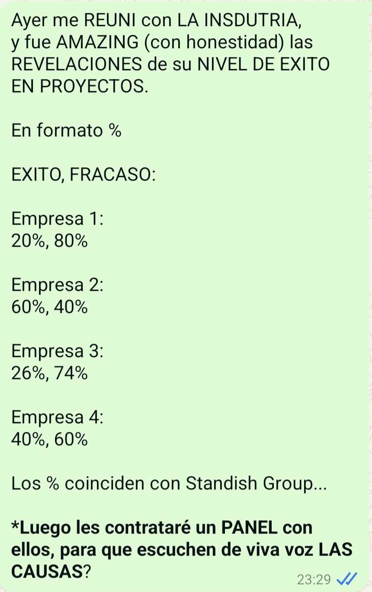 Ayer me REUNI con LA INSDUTRIA,
y fue AMAZING (con honestidad) las
REVELACIONES de su NIVEL DE EXITO
EN PROYECTOS.
En formato %
EXITO, FRACASO:
Empresa 1:
20%, 80%
Empresa 2:
60%, 40%
Empresa 3:
26%, 74%
Empresa 4:
40%, 60%
Los % coinciden con Standish Group...
*Luego les contrataré un PANEL con
ellos, para que escuchen de viva voz LAS
CAUSAS?
23:29